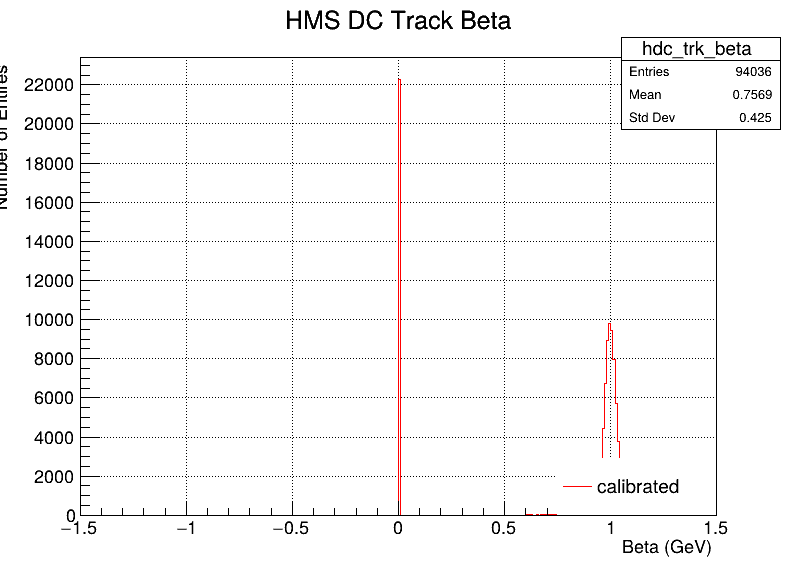 HMS DC Track Beta
hdc_trk_beta
Entries 94036
Mean 0.7569
Std Dev 0.425
Number of Entires
22000
20000
18000
16000
14000
12000
10000
8000
6000
4000
2000
0
calibrated
−1.5 −1 −0.5 0 0.5 1 1.5
Beta (GeV)